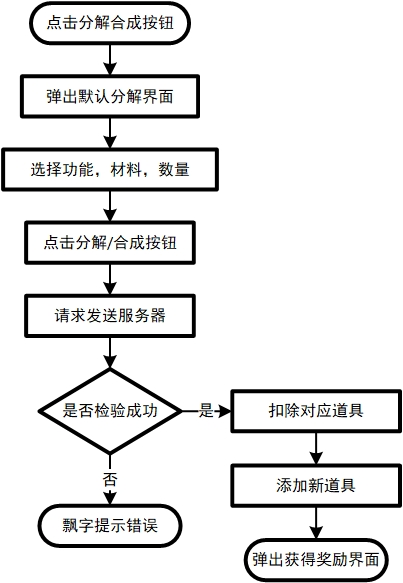 点击分解合成按钮
弹出默认分解界面
选择功能，材料，数量
点击分解/合成按钮
请求发送服务器
是否检验成功
是
扣除对应道具
添加新道具
否
飘字提示错误
弹出获得奖励界面